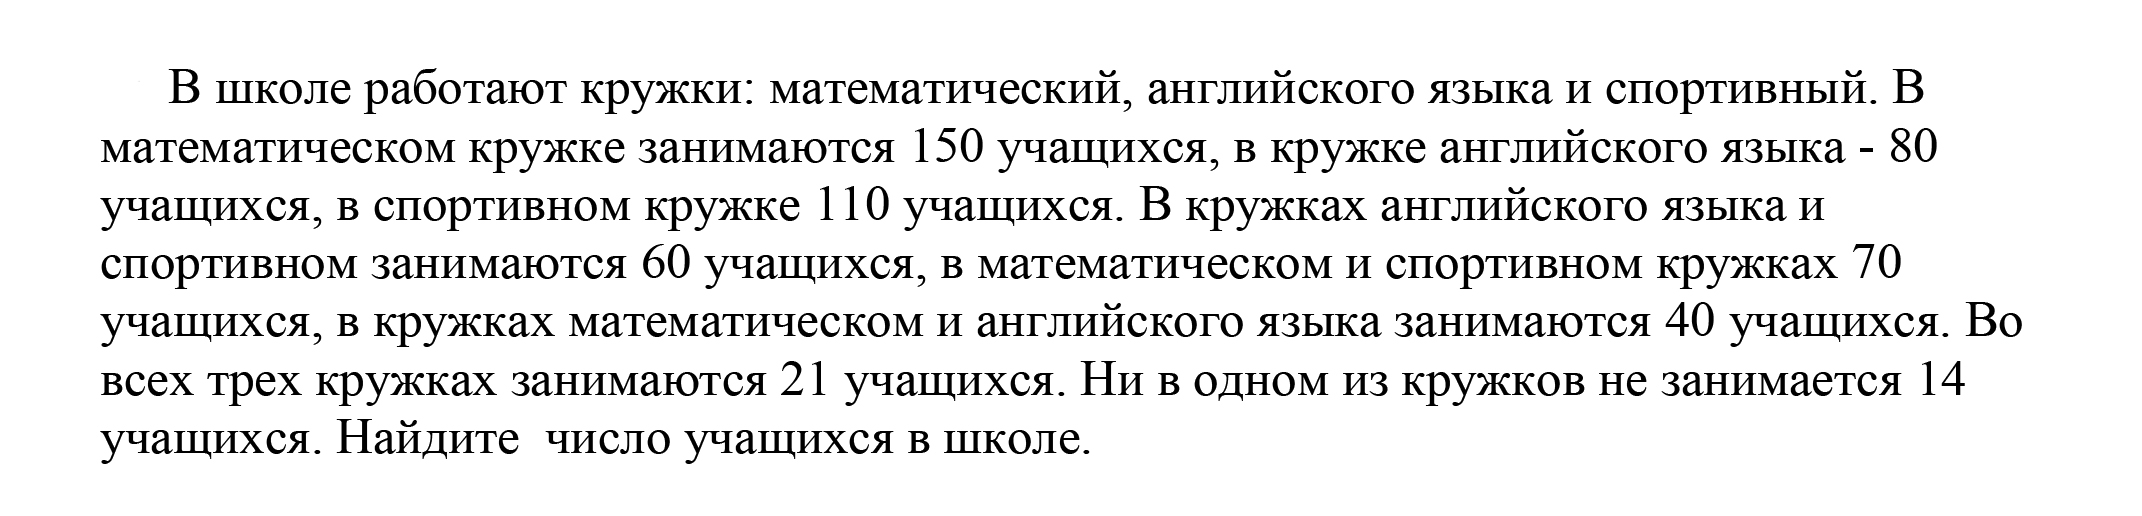 В школе работают кружки: математический, английского языка и спортивный. В
математическом кружке занимаются 150 учащихся, в кружке английского языка - 80
учащихся, в спортивном кружке 110 учащихся. В кружках английского языка и
спортивном занимаются 60 учащихся, в математическом и спортивном кружках 70
учащихся, в кружках математическом и английского языка занимаются 40 учащихся. Во
всех трех кружках занимаются 21 учащихся. Ни в одном из кружков не занимается 14
учащихся. Найдите  число учащихся в школе.